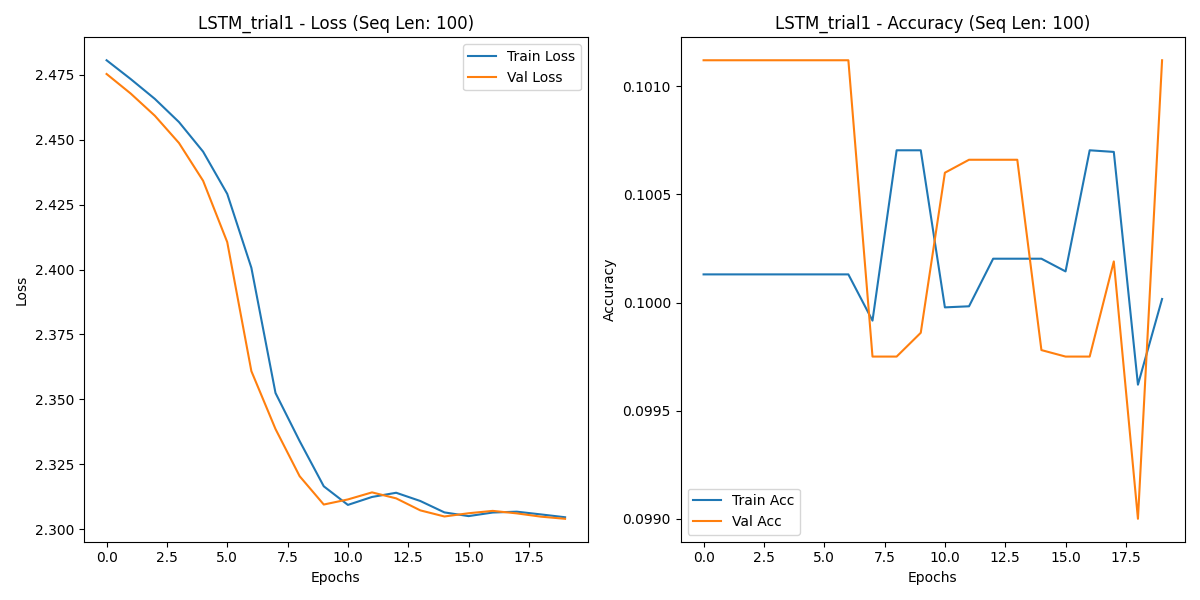 LSTM_trial1 - Loss (Seq Len: 100)
Train Loss
Val Loss
2.475
2.450
2.425
2.400
2.375
2.350
2.325
2.300
Loss
0.0 2.5 5.0 7.5 10.0 12.5 15.0 17.5
Epochs
LSTM_trial1 - Accuracy (Seq Len: 100)
0.1010
0.1005
0.1000
0.0995
0.0990
Accuracy
Train Acc
Val Acc
0.0 2.5 5.0 7.5 10.0 12.5 15.0 17.5
Epochs